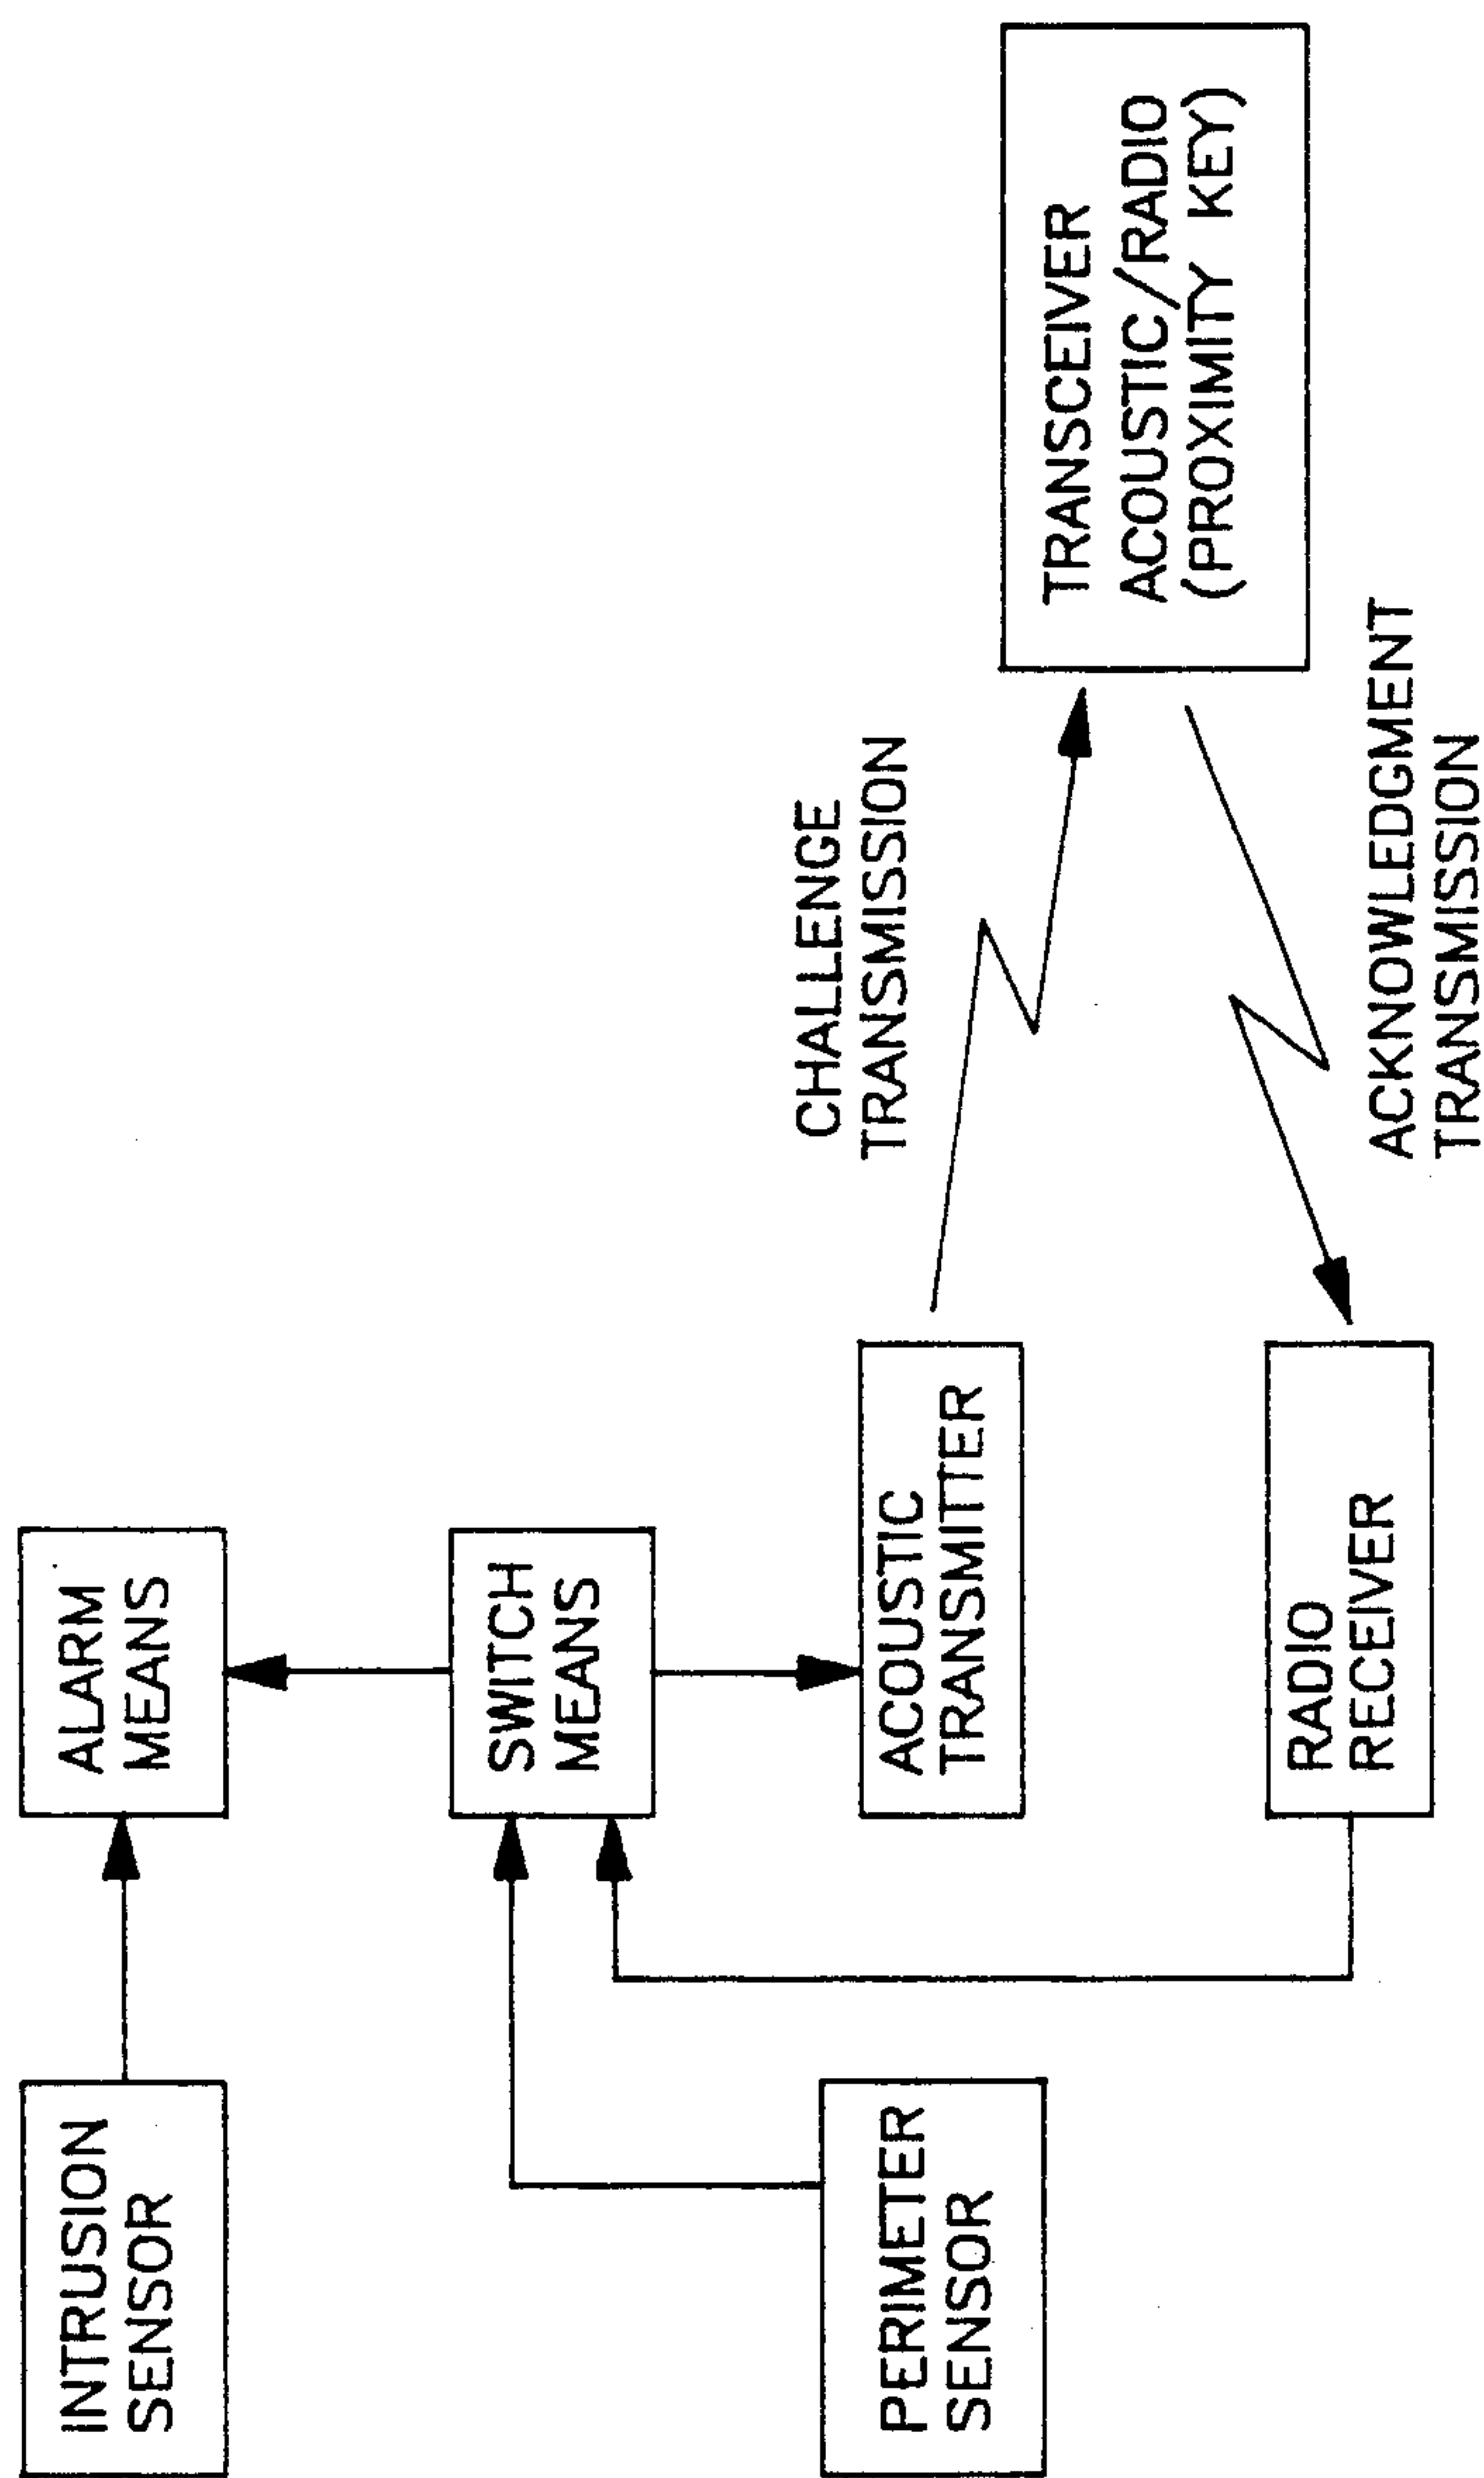 INTRUSION
SENSOR
ALARM
MEANS
SWITCH
MEANS
PERIMETER
SENSOR
ACOUSTIC
TRANSMITTER
RADIO
RECEIVER
CHALLENGE
TRANSMISSION
TRANSCEIVER
ACOUSTIC/RADIO
(PROXIMITY KEY)
ACKNOWLEDGMENT
TRANSMISSION